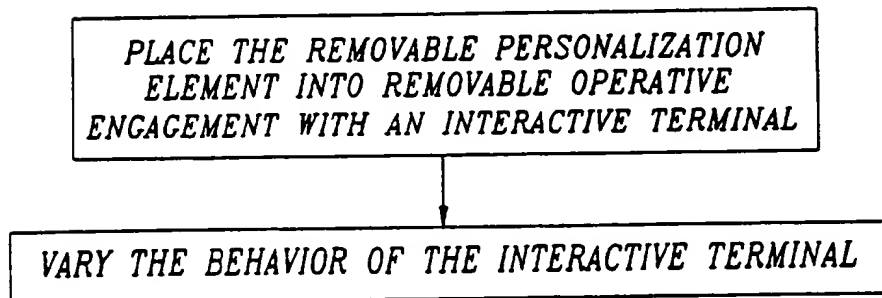 PLACE THE REMOVABLE PERSONALIZATION
ELEMENT INTO REMOVABLE OPERATIVE
ENGAGEMENT WITH AN INTERACTIVE TERMINAL
VARY THE BEHAVIOR OF THE INTERACTIVE TERMINAL